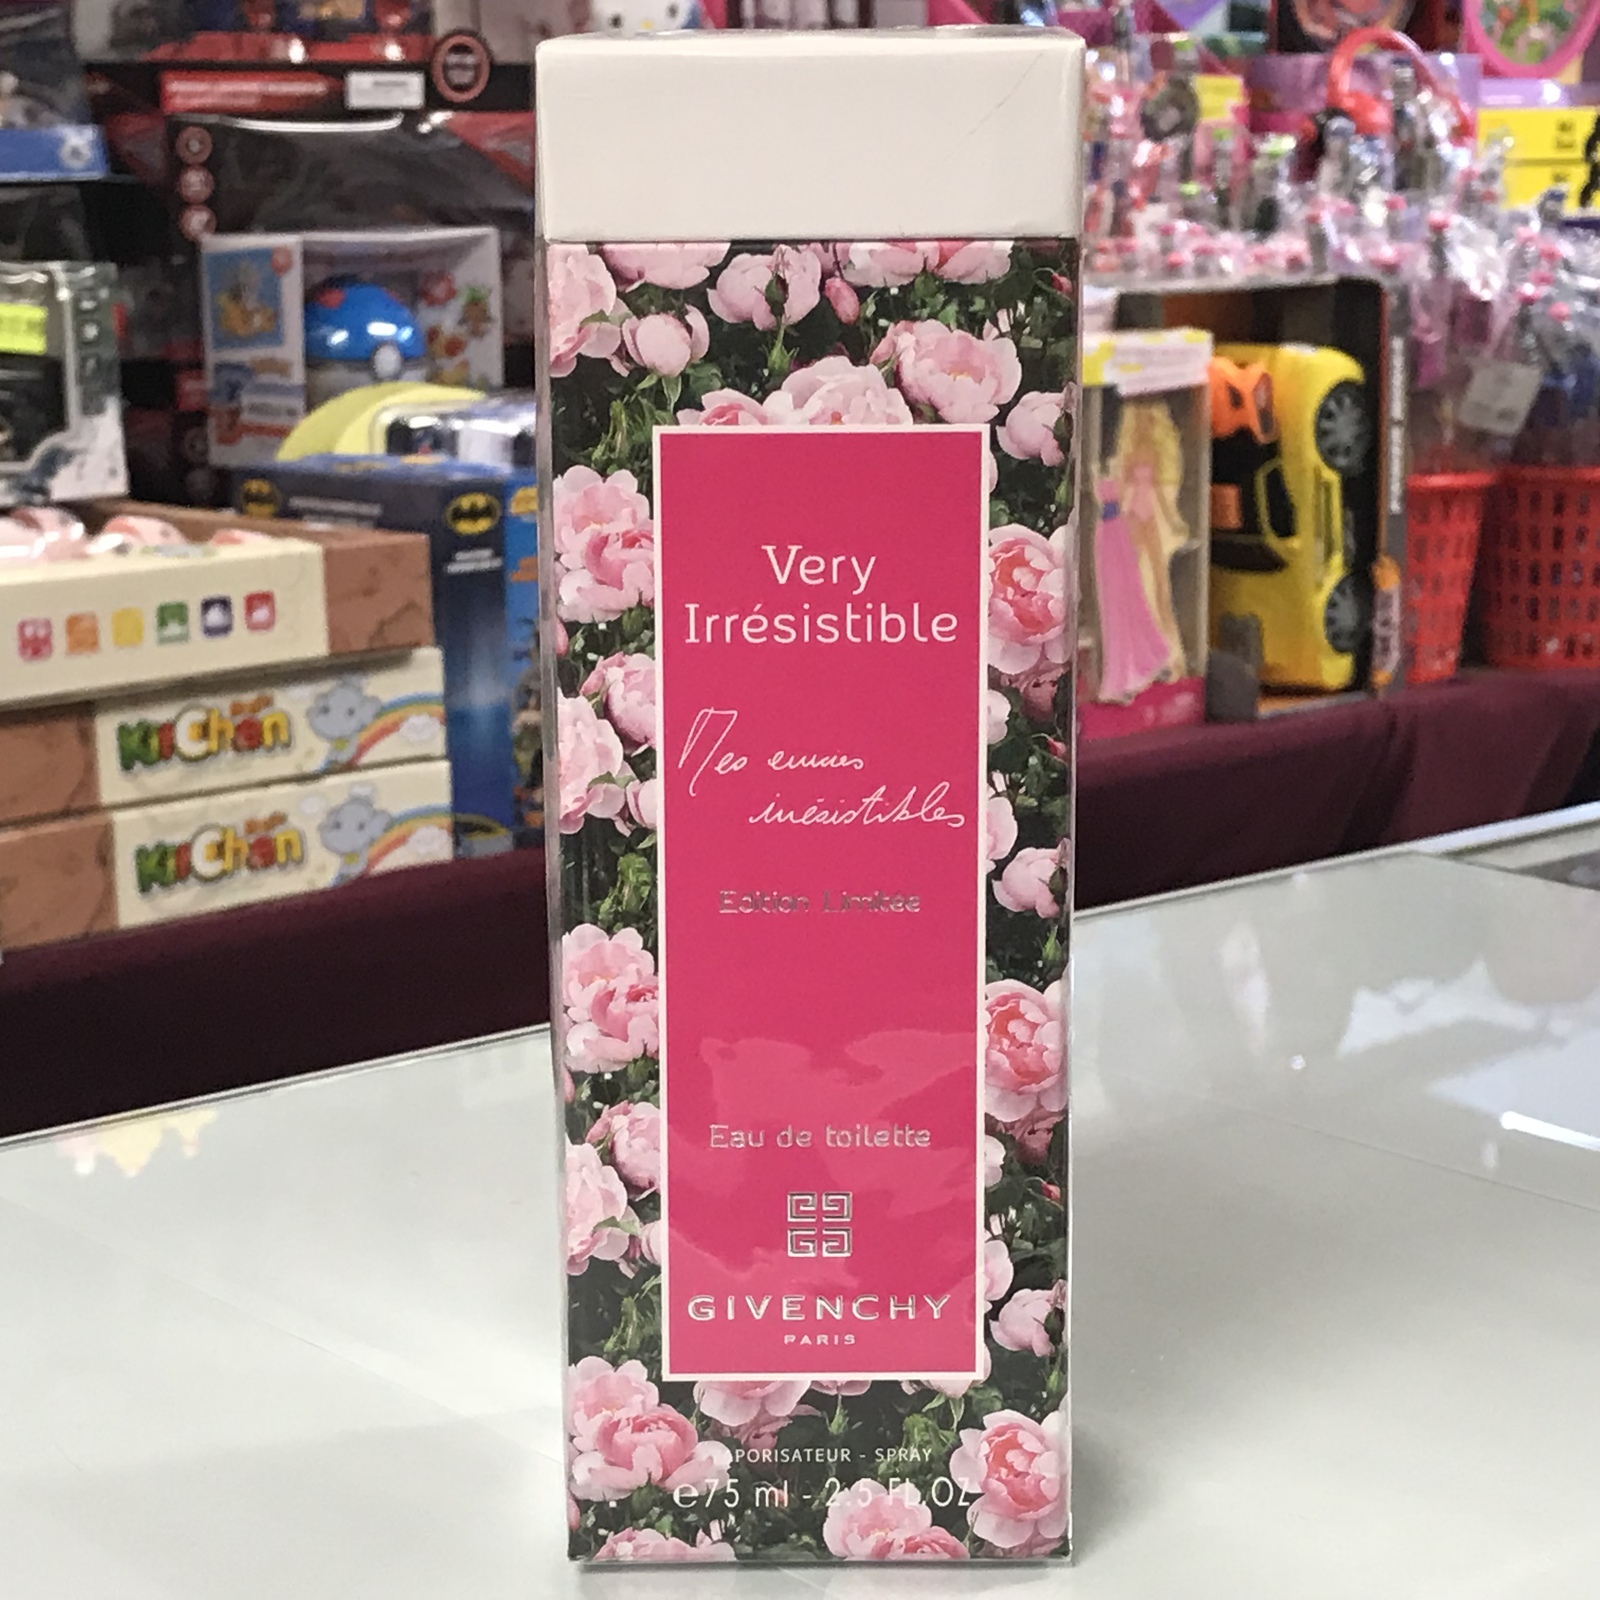 Very
Irrésistible
Mes envies
irrésistibles
Edition Limitée
Eau de toilette
GIVENCHY
PARIS
VAPORISATEUR - SPRAY
℮75 ml - 2.5 FL.OZ
KitChen
KitChen